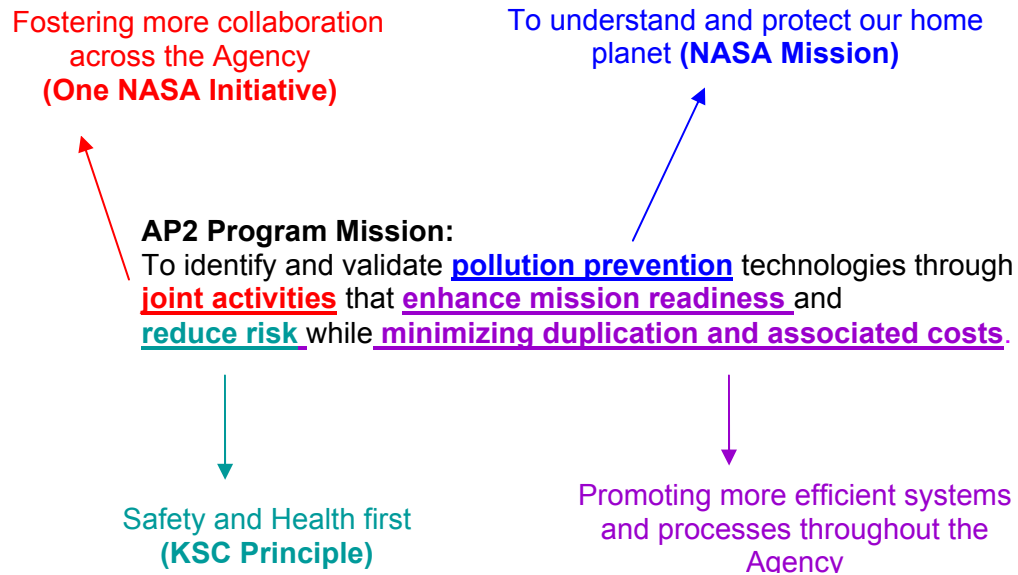 Fostering more collaboration
across the Agency
(One NASA Initiative)
To understand and protect our home
planet (NASA Mission)
AP2 Program Mission:
To identify and validate pollution prevention technologies through
joint activities that enhance mission readiness and
reduce risk while minimizing duplication and associated costs.
Safety and Health first
(KSC Principle)
Promoting more efficient systems
and processes throughout the
Agency